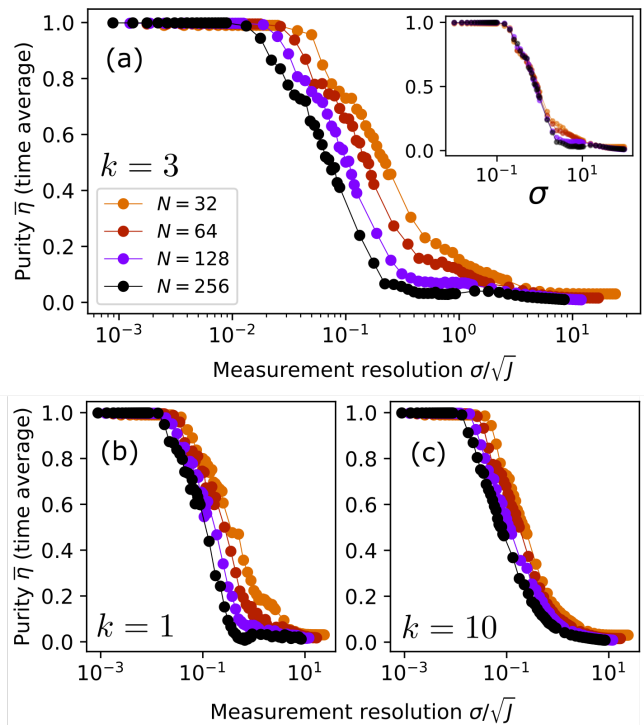 (a)
k = 3
N = 32
N = 64
N = 128
N = 256
Purity η̅ (time average)
1.0
0.8
0.6
0.4
0.2
0.0
10⁻³
10⁻²
10⁻¹
10⁰
10¹
Measurement resolution σ/√J
1.0
0.5
0.0
10⁻¹
10¹
σ
(b)
k = 1
Purity η̅ (time average)
1.0
0.8
0.6
0.4
0.2
0.0
10⁻³
10⁻¹
10¹
Measurement resolution σ/√J
(c)
k = 10
1.0
0.8
0.6
0.4
0.2
0.0
10⁻³
10⁻¹
10¹
Measurement resolution σ/√J